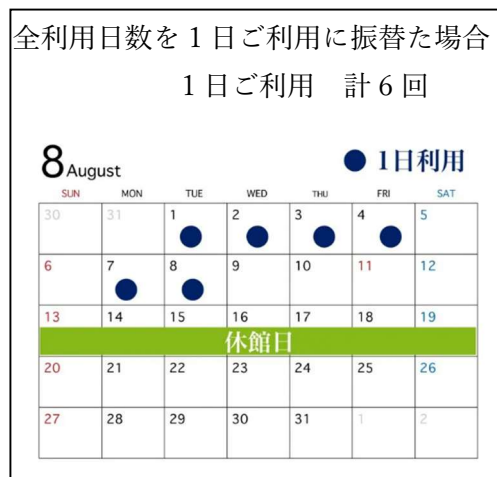 全利用日数を1日ご利用に振替た場合
1日ご利用　計6回
8 August
● 1日利用
SUN MON TUE WED THU FRI SAT
30 31 1 2 3 4 5
6 7 8 9 10 11 12
13 14 15 16 17 18 19
休館日
20 21 22 23 24 25 26
27 28 29 30 31 1 2